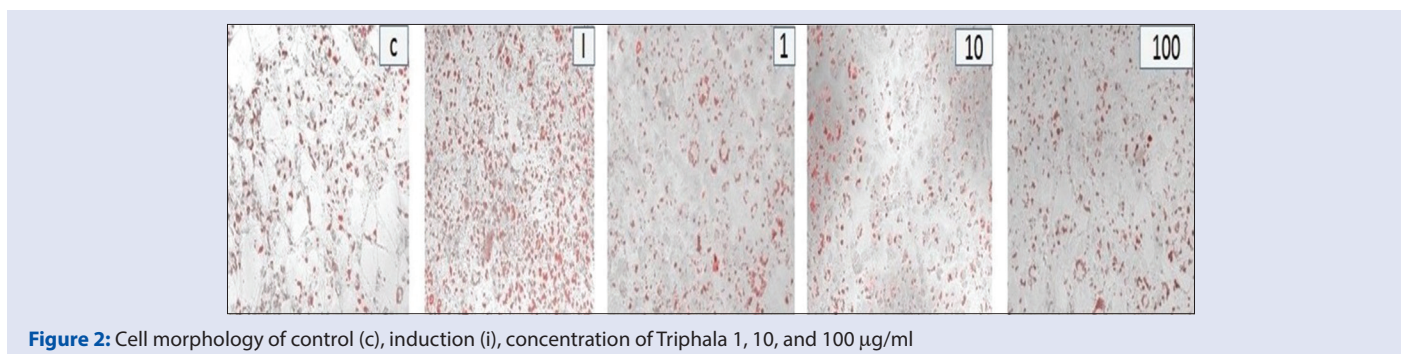 c
I
1
10
100
Figure 2: Cell morphology of control (c), induction (i), concentration of Triphala 1, 10, and 100 μg/ml